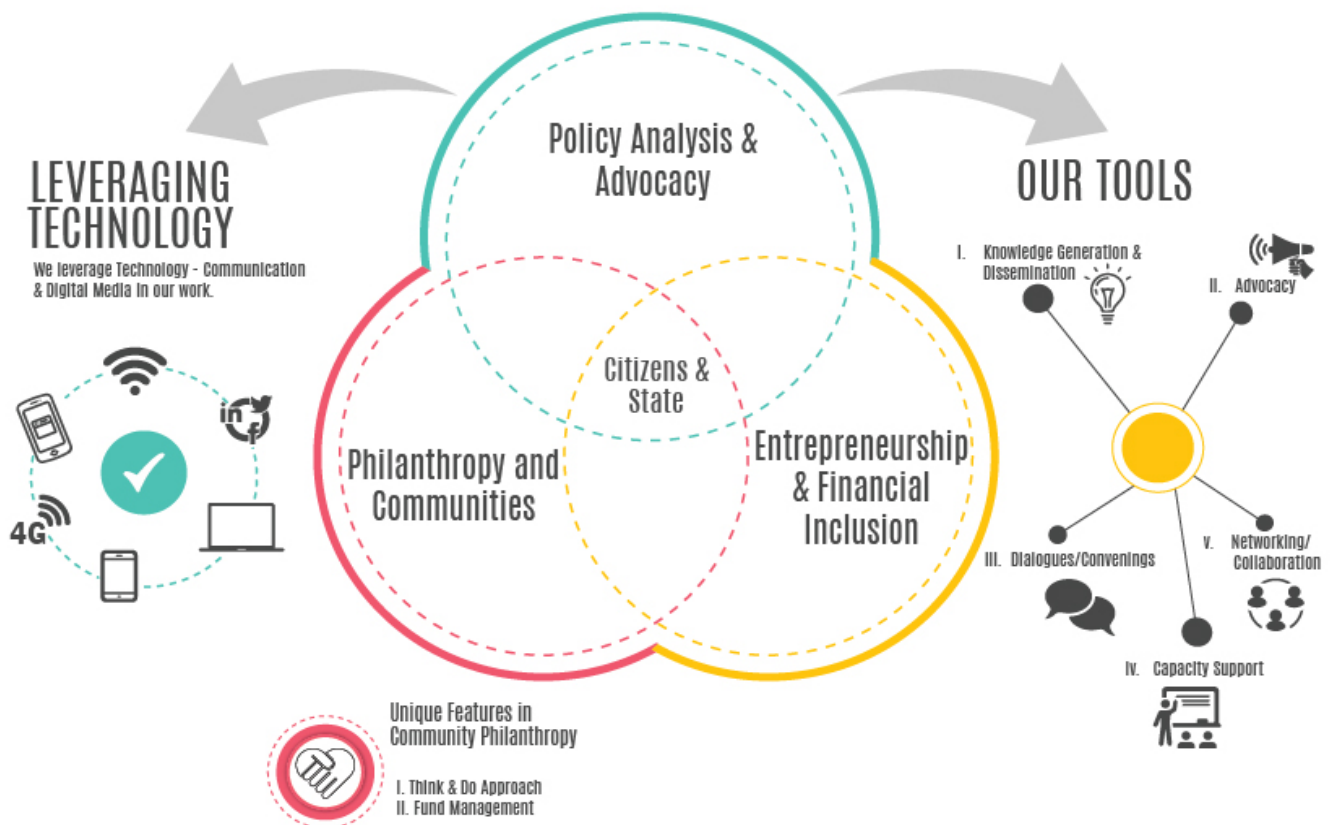 Policy Analysis &
Advocacy
LEVERAGING
TECHNOLOGY
We leverage Technology - Communication
& Digital Media in our work.
in
f
4G
Citizens &
State
Philanthropy and
Communities
Entrepreneurship
& Financial
Inclusion
OUR TOOLS
I. Knowledge Generation &
Dissemination
II. Advocacy
III. Dialogues/Convenings
v. Networking/
Collaboration
Iv. Capacity Support
Unique Features in
Community Philanthropy
I. Think & Do Approach
II. Fund Management